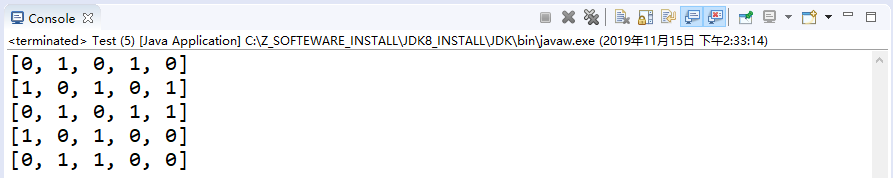 Console
<terminated> Test (5) [Java Application] C:\Z_SOFTEWARE_INSTALL\JDK8_INSTALL\JDK\bin\javaw.exe (2019年11月15日 下午2:33:14)
[0, 1, 0, 1, 0]
[1, 0, 1, 0, 1]
[0, 1, 0, 1, 1]
[1, 0, 1, 0, 0]
[0, 1, 1, 0, 0]